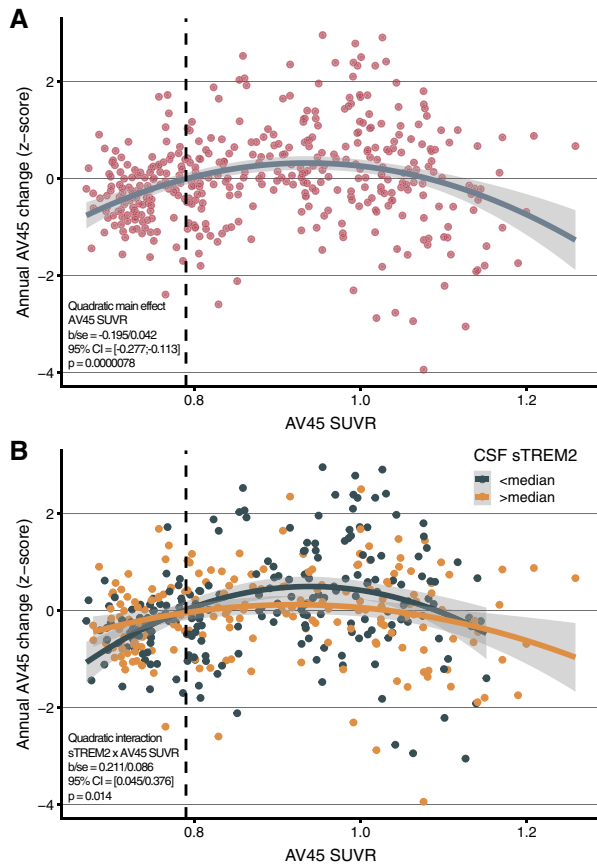 A
Annual AV45 change (z-score)
2
0
−2
−4
Quadratic main effect
AV45 SUVR
b/se = -0.195/0.042
95% CI = [-0.277;-0.113]
p = 0.0000078
0.8
1.0
1.2
AV45 SUVR
B
CSF sTREM2
<median
>median
Annual AV45 change (z-score)
2
0
−2
−4
Quadratic interaction
sTREM2 x AV45 SUVR
b/se = 0.211/0.086
95% CI = [0.045/0.376]
p = 0.014
0.8
1.0
1.2
AV45 SUVR